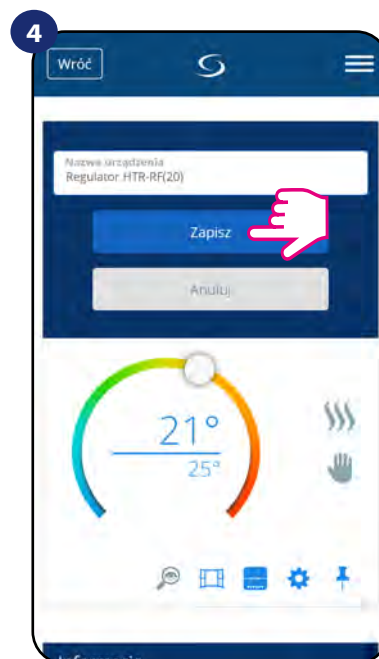 4
Wróć
Nazwa urządzenia
Regulator HTR-RF(20)
Zapisz
Anuluj
21°
25°